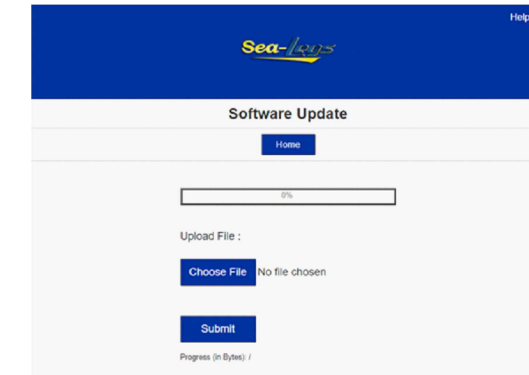 Help
Sea-Legs
Software Update
Home
0%
Upload File :
Choose File No file chosen
Submit
Progress (in Bytes): /